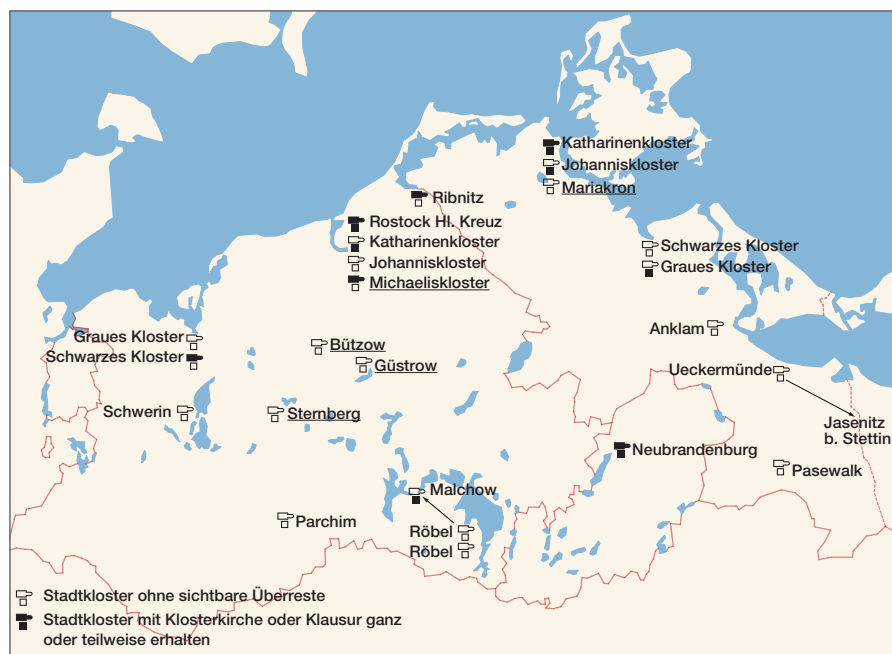 Katharinenkloster
Johanniskloster
Mariakron
Ribnitz
Rostock Hl. Kreuz
Katharinenkloster
Johanniskloster
Michaeliskloster
Schwarzes Kloster
Graues Kloster
Anklam
Graues Kloster
Schwarzes Kloster
Bützow
Güstrow
Ueckermünde
Schwerin
Sternberg
Jasenitz
b. Stettin
Neubrandenburg
Pasewalk
Malchow
Parchim
Röbel
Röbel
Stadtkloster ohne sichtbare Überreste
Stadtkloster mit Klosterkirche oder Klausur ganz
oder teilweise erhalten